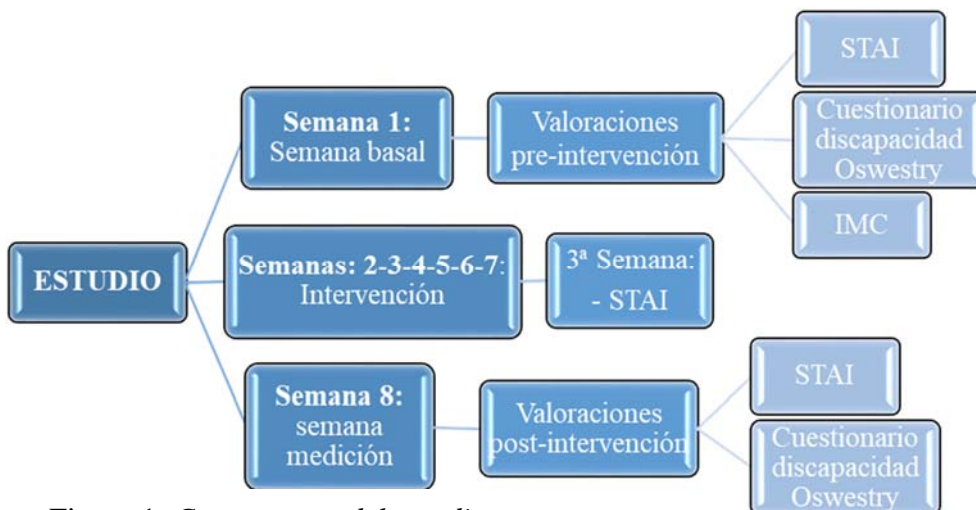 STAI
Semana 1:
Semana basal
Valoraciones
pre-intervención
Cuestionario
discapacidad
Oswestry
IMC
ESTUDIO
Semanas: 2-3-4-5-6-7:
Intervención
3ª Semana:
- STAI
Semana 8:
semana
medición
Valoraciones
post-intervención
STAI
Cuestionario
discapacidad
Oswestry